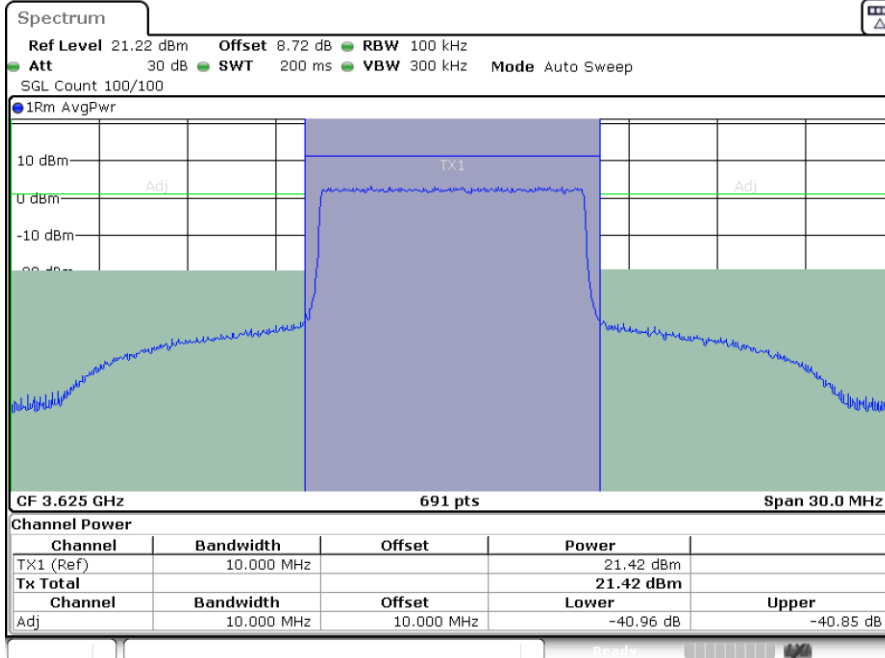 Spectrum
Ref Level 21.22 dBm Offset 8.72 dB RBW 100 kHz
Att 30 dB SWT 200 ms VBW 300 kHz Mode Auto Sweep
SGL Count 100/100
1Rm AvgPwr
10 dBm
TX1
Adj Adj
0 dBm
-10 dBm
-20 dBm
CF 3.625 GHz 691 pts Span 30.0 MHz
Channel Power
Channel Bandwidth Offset Power
TX1 (Ref) 10.000 MHz 21.42 dBm
Tx Total 21.42 dBm
Channel Bandwidth Offset Lower Upper
Adj 10.000 MHz 10.000 MHz -40.96 dB -40.85 dB
Ready